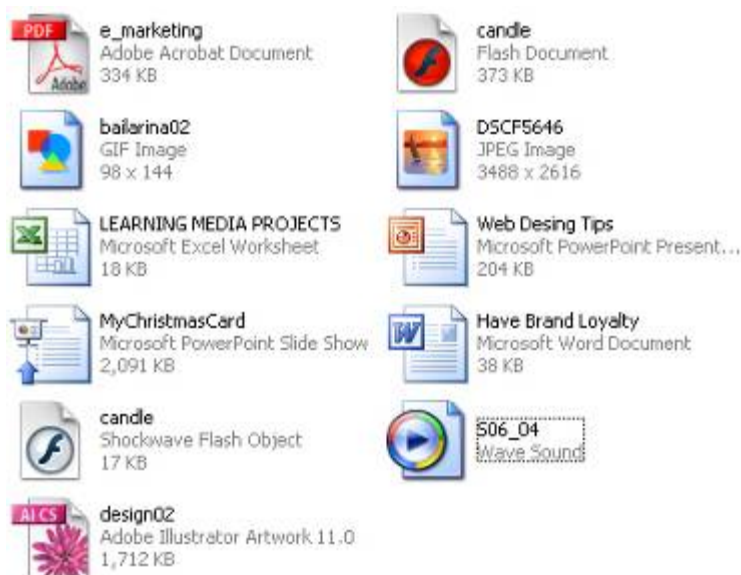 PDF
Adobe
e_marketing
Adobe Acrobat Document
334 KB
candle
Flash Document
373 KB
bailarina02
GIF Image
98 x 144
DSCF5646
JPEG Image
3488 x 2616
LEARNING MEDIA PROJECTS
Microsoft Excel Worksheet
18 KB
Web Desing Tips
Microsoft PowerPoint Present...
204 KB
MyChristmasCard
Microsoft PowerPoint Slide Show
2,091 KB
Have Brand Loyalty
Microsoft Word Document
38 KB
candle
Shockwave Flash Object
17 KB
S06_04
Wave Sound
AI CS
design02
Adobe Illustrator Artwork 11.0
1,712 KB